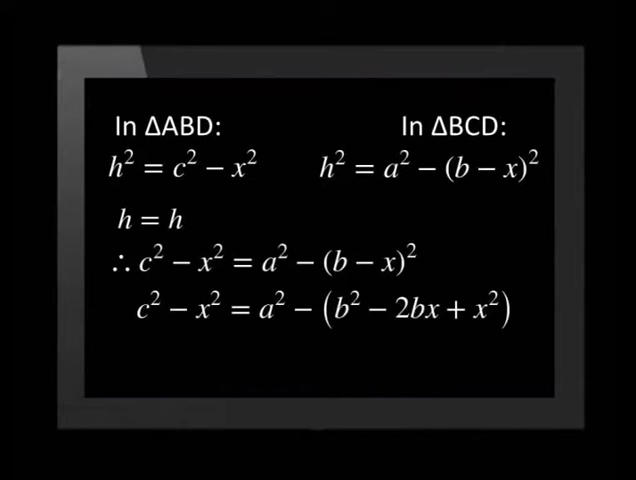 In ΔABD: In ΔBCD:
h² = c² − x² h² = a² − (b − x)²
h = h
∴ c² − x² = a² − (b − x)²
c² − x² = a² − (b² − 2bx + x²)